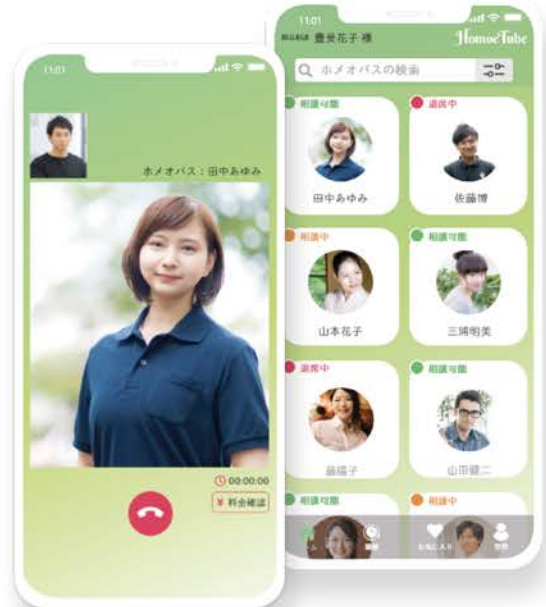 11:01
ホメオパス：田中あゆみ
00:00:00
¥ 料金確認
11:01
豊受花子 様
HomoeTube
ホメオパスの検索
相談可能
退席中
田中あゆみ
佐藤博
相談中
相談可能
山本花子
三浦明美
退席中
相談可能
山田健二
相談可能
相談中
お気に入り